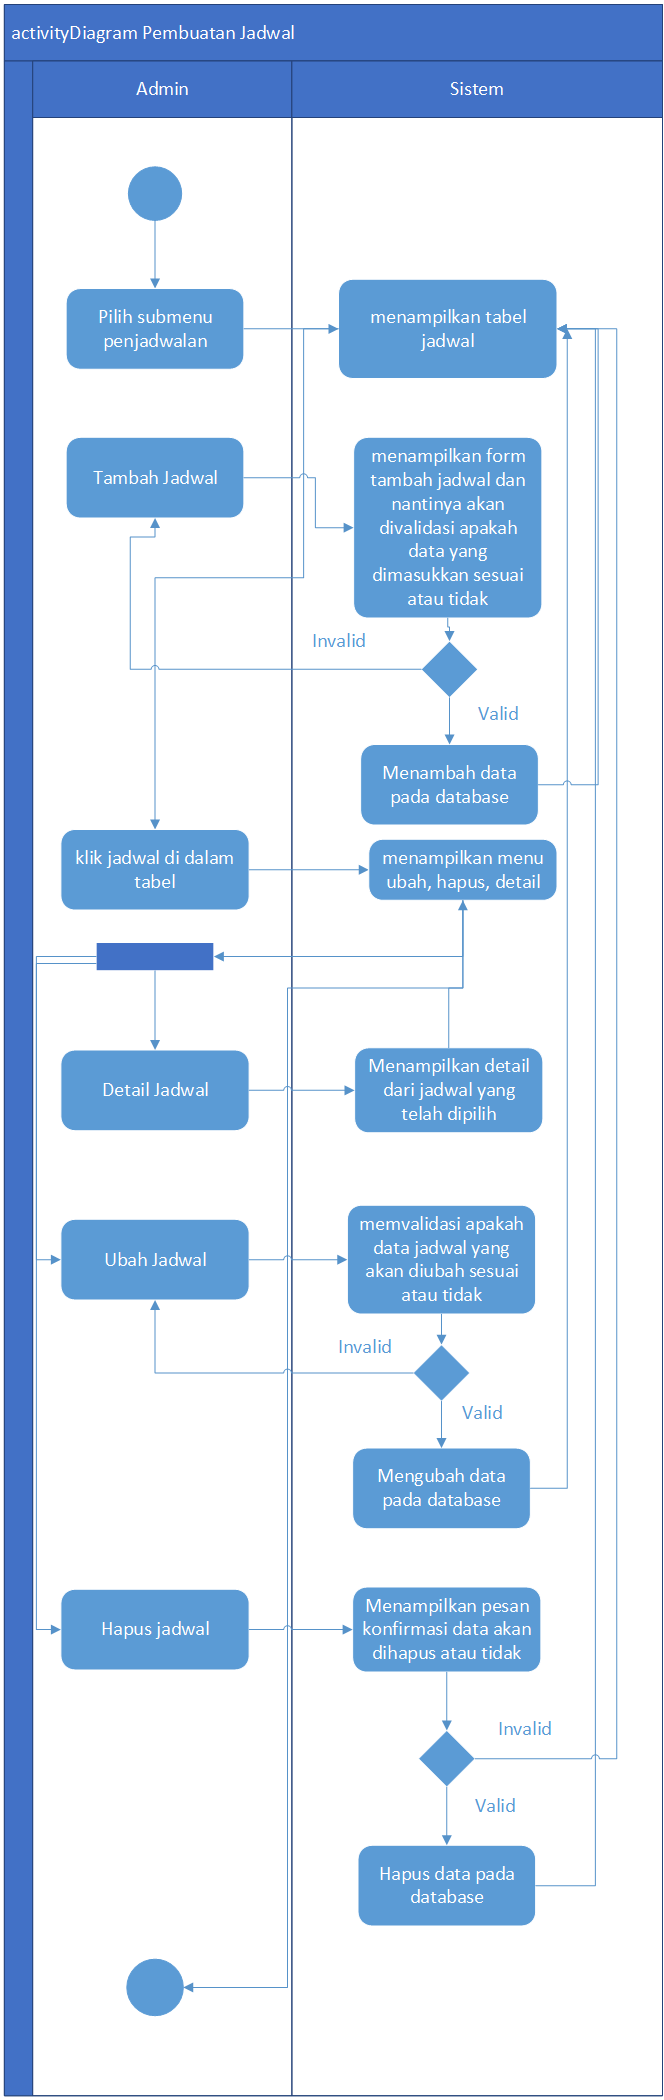 activityDiagram Pembuatan Jadwal
Admin
Sistem
Pilih submenu
penjadwalan
menampilkan tabel
jadwal
Tambah Jadwal
menampilkan form
tambah jadwal dan
nantinya akan
divalidasi apakah
data yang
dimasukkan sesuai
atau tidak
Invalid
Valid
Menambah data
pada database
klik jadwal di dalam
tabel
menampilkan menu
ubah, hapus, detail
Detail Jadwal
Menampilkan detail
dari jadwal yang
telah dipilih
Ubah Jadwal
memvalidasi apakah
data jadwal yang
akan diubah sesuai
atau tidak
Invalid
Valid
Mengubah data
pada database
Hapus jadwal
Menampilkan pesan
konfirmasi data akan
dihapus atau tidak
Invalid
Valid
Hapus data pada
database